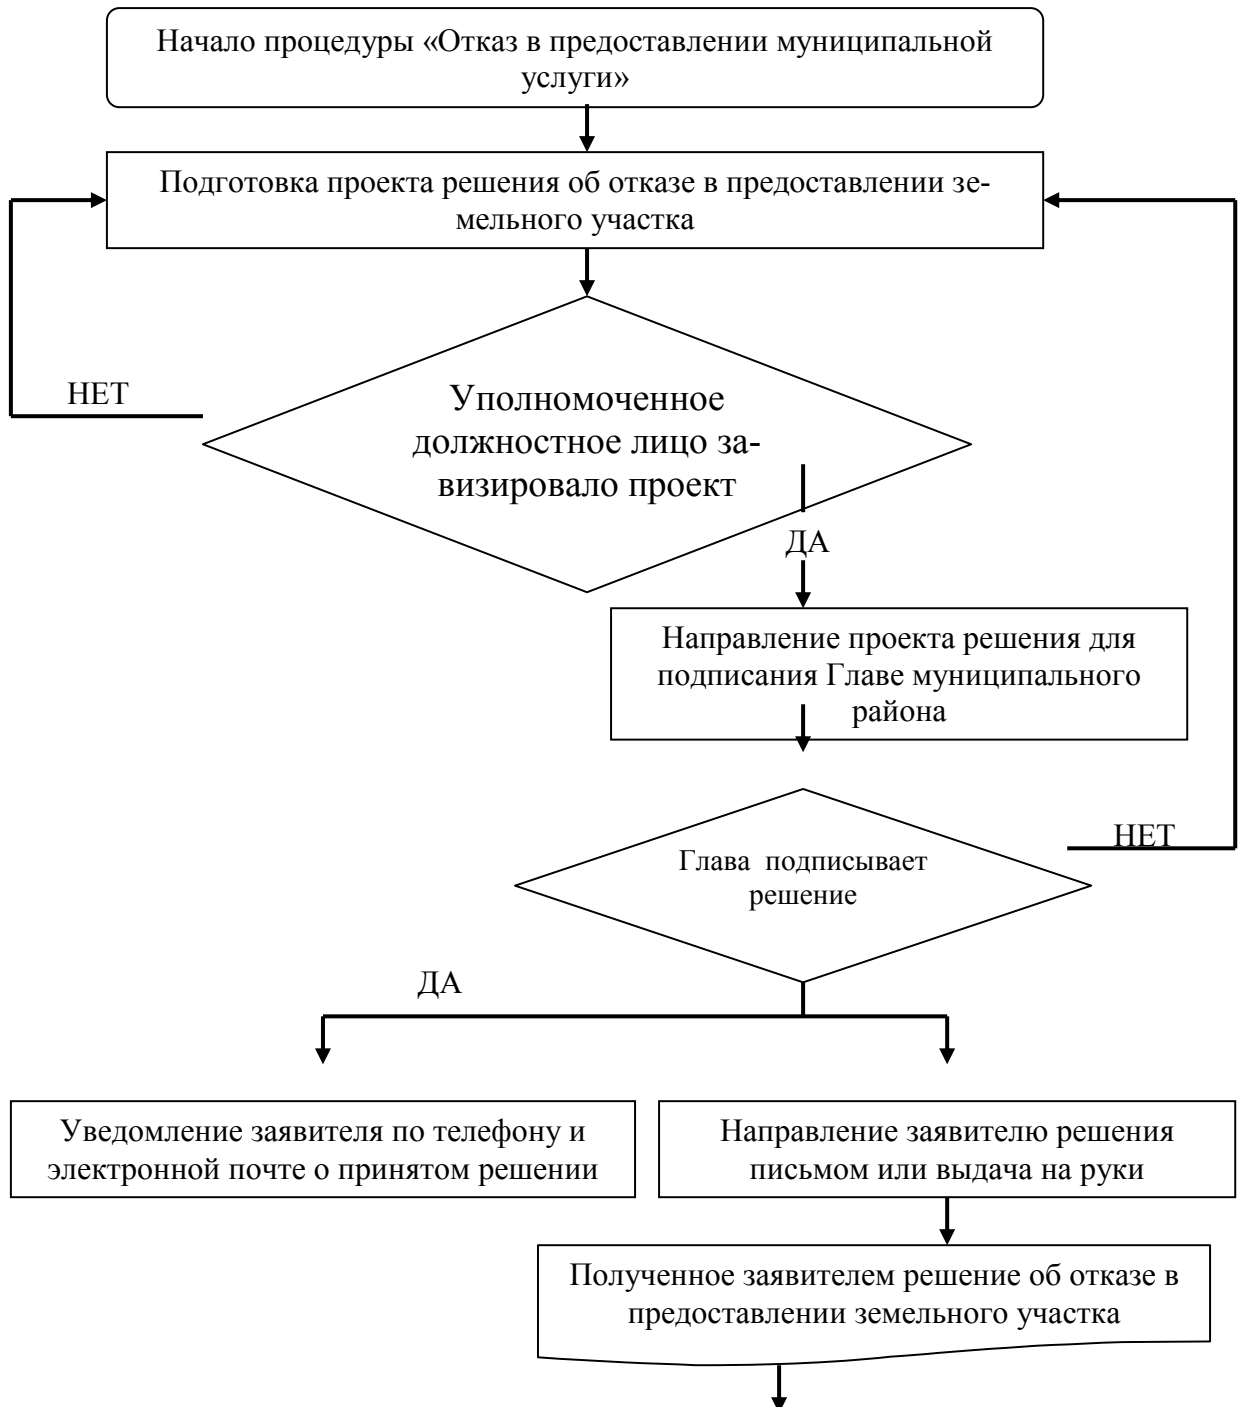 Начало процедуры «Отказ в предоставлении муниципальной
услуги»
Подготовка проекта решения об отказе в предоставлении зе-
мельного участка
НЕТ
Уполномоченное
должностное лицо за-
визировало проект
ДА
Направление проекта решения для
подписания Главе муниципального
района
НЕТ
Глава  подписывает
решение
ДА
Уведомление заявителя по телефону и
электронной почте о принятом решении
Направление заявителю решения
письмом или выдача на руки
Полученное заявителем решение об отказе в
предоставлении земельного участка